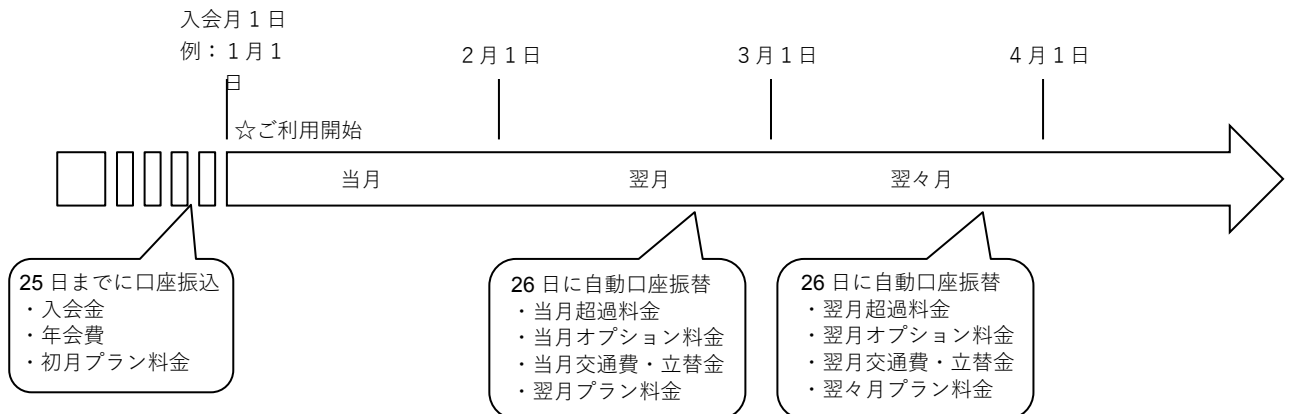 入会月1日
例：1月1
日
2月1日
3月1日
4月1日
☆ご利用開始
当月
翌月
翌々月
25 日までに口座振込
・入会金
・年会費
・初月プラン料金
26 日に自動口座振替
・当月超過料金
・当月オプション料金
・当月交通費・立替金
・翌月プラン料金
26 日に自動口座振替
・翌月超過料金
・翌月オプション料金
・翌月交通費・立替金
・翌々月プラン料金